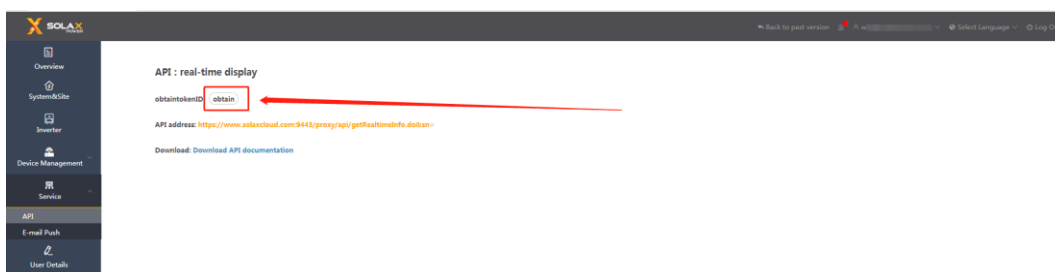 SOLAX
POWER
Back to past version
Select Language
Log O
Overview
System&Site
Inverter
Device Management
Service
API
E-mail Push
User Details
API : real-time display
obtaintokenID: obtain
API address: https://www.solaxcloud.com:9443/proxy/api/getRealtimeInfo.do?sn=
Download: Download API documentation